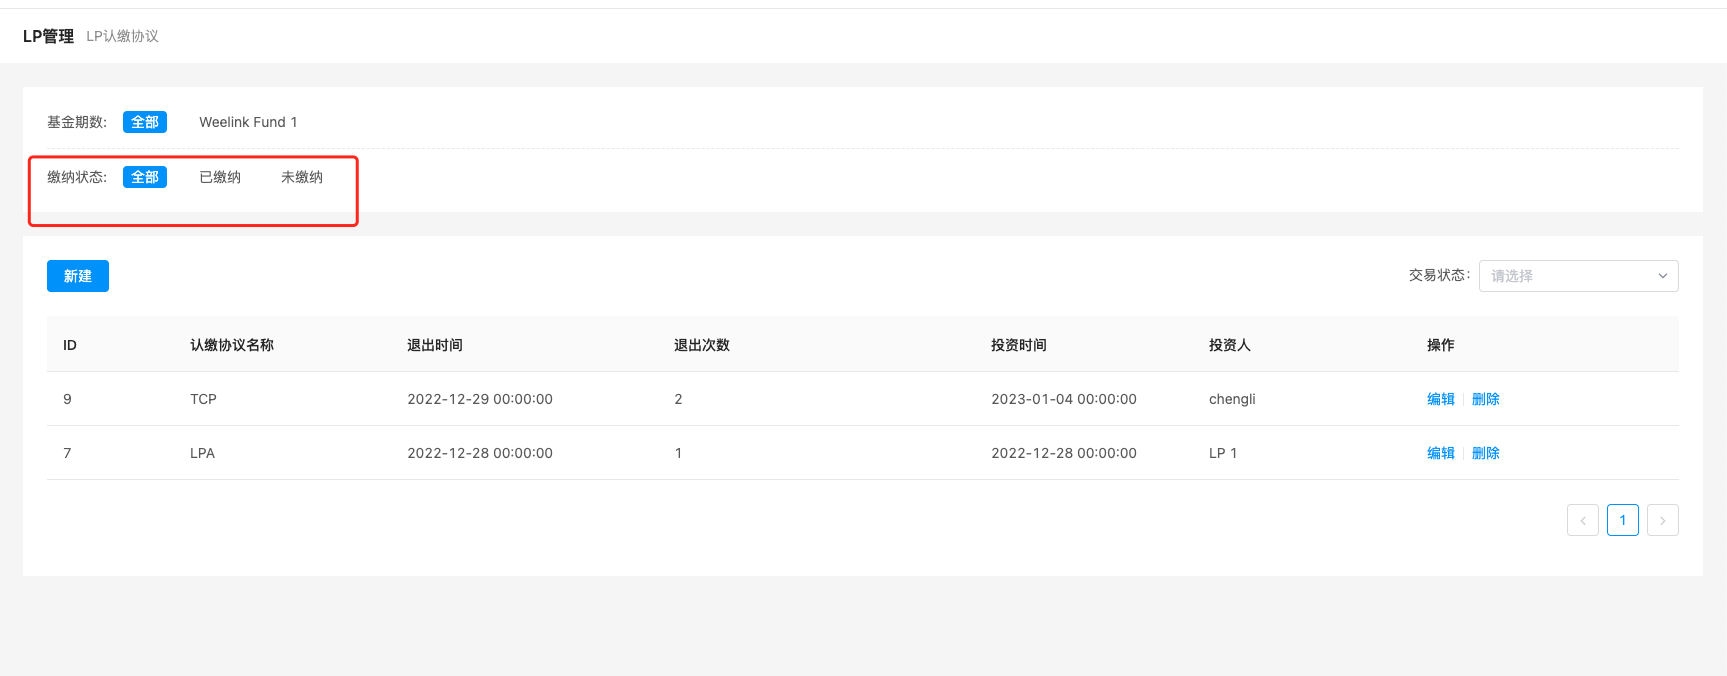 LP管理 LP认缴协议
基金期数: 全部 Weelink Fund 1
缴纳状态: 全部 已缴纳 未缴纳
新建 交易状态: 请选择
ID 认缴协议名称 退出时间 退出次数 投资时间 投资人 操作
9 TCP 2022-12-29 00:00:00 2 2023-01-04 00:00:00 chengli 编辑 删除
7 LPA 2022-12-28 00:00:00 1 2022-12-28 00:00:00 LP 1 编辑 删除
< 1 >